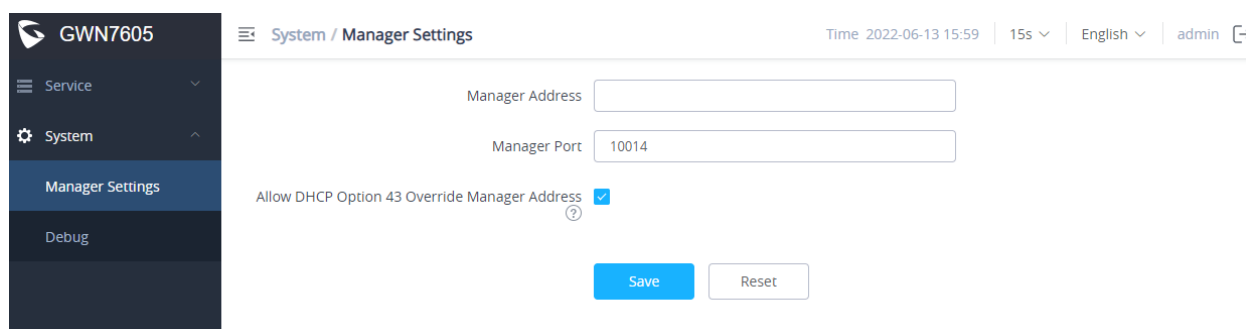 GWN7605
System / Manager Settings
Time 2022-06-13 15:59
15s
English
admin
Service
System
Manager Settings
Debug
Manager Address
Manager Port 10014
Allow DHCP Option 43 Override Manager Address
?
Save
Reset